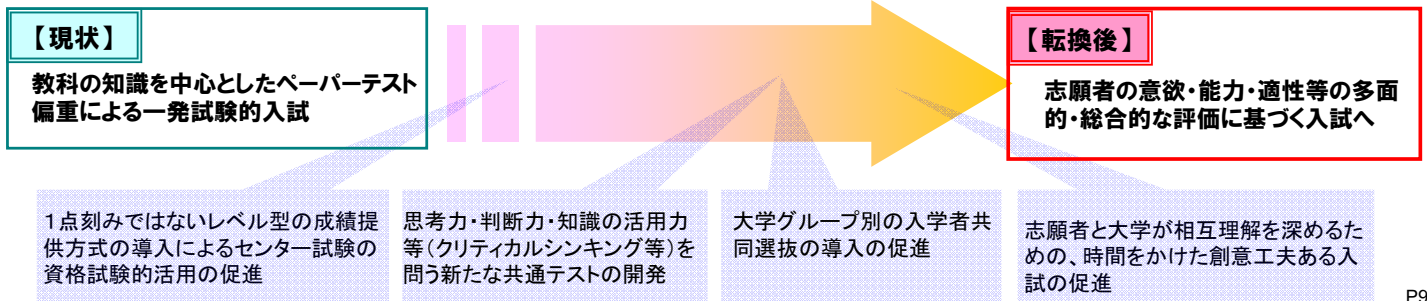 【現状】
教科の知識を中心としたペーパーテスト
偏重による一発試験的入試
【転換後】
志願者の意欲・能力・適性等の多面
的・総合的な評価に基づく入試へ
1点刻みではないレベル型の成績提
供方式の導入によるセンター試験の
資格試験的活用の促進
思考力・判断力・知識の活用力
等(クリティカルシンキング等)を
問う新たな共通テストの開発
大学グループ別の入学者共
同選抜の導入の促進
志願者と大学が相互理解を深めるた
めの、時間をかけた創意工夫ある入
試の促進
P9